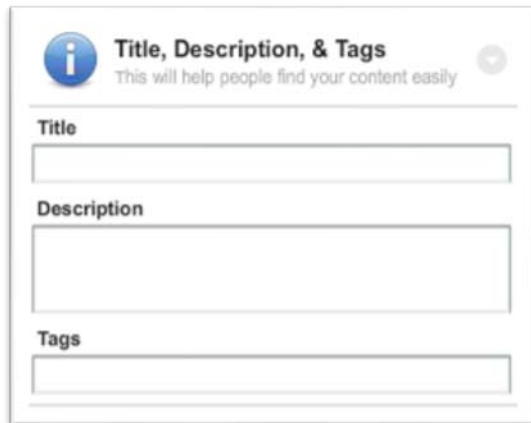 Title, Description, & Tags
This will help people find your content easily
Title
Description
Tags